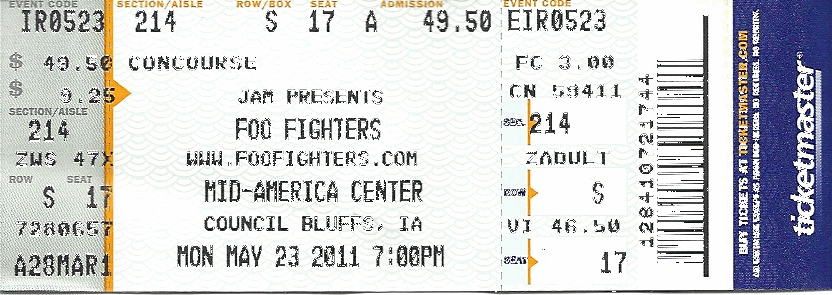 EVENT CODE SECTION/AISLE ROW/BOX SEAT ADMISSION EVENT CODE
IR0523 214 S 17 A 49.50 EIR0523
$ 49.50 CONCOURSE FC 3.00
$ 9.25 JAM PRESENTS CN 59411
SECTION/AISLE
214 FOO FIGHTERS SEC. 214
ZWS 47X WWW.FOOFIGHTERS.COM ZADULT
ROW SEAT
S 17 MID-AMERICA CENTER ROW S
7280657 COUNCIL BLUFFS, IA VI 46.50
A28MAR1 MON MAY 23 2011 7:00PM SEAT 17
BUY TICKETS AT TICKETMASTER.COM
ticketmaster®